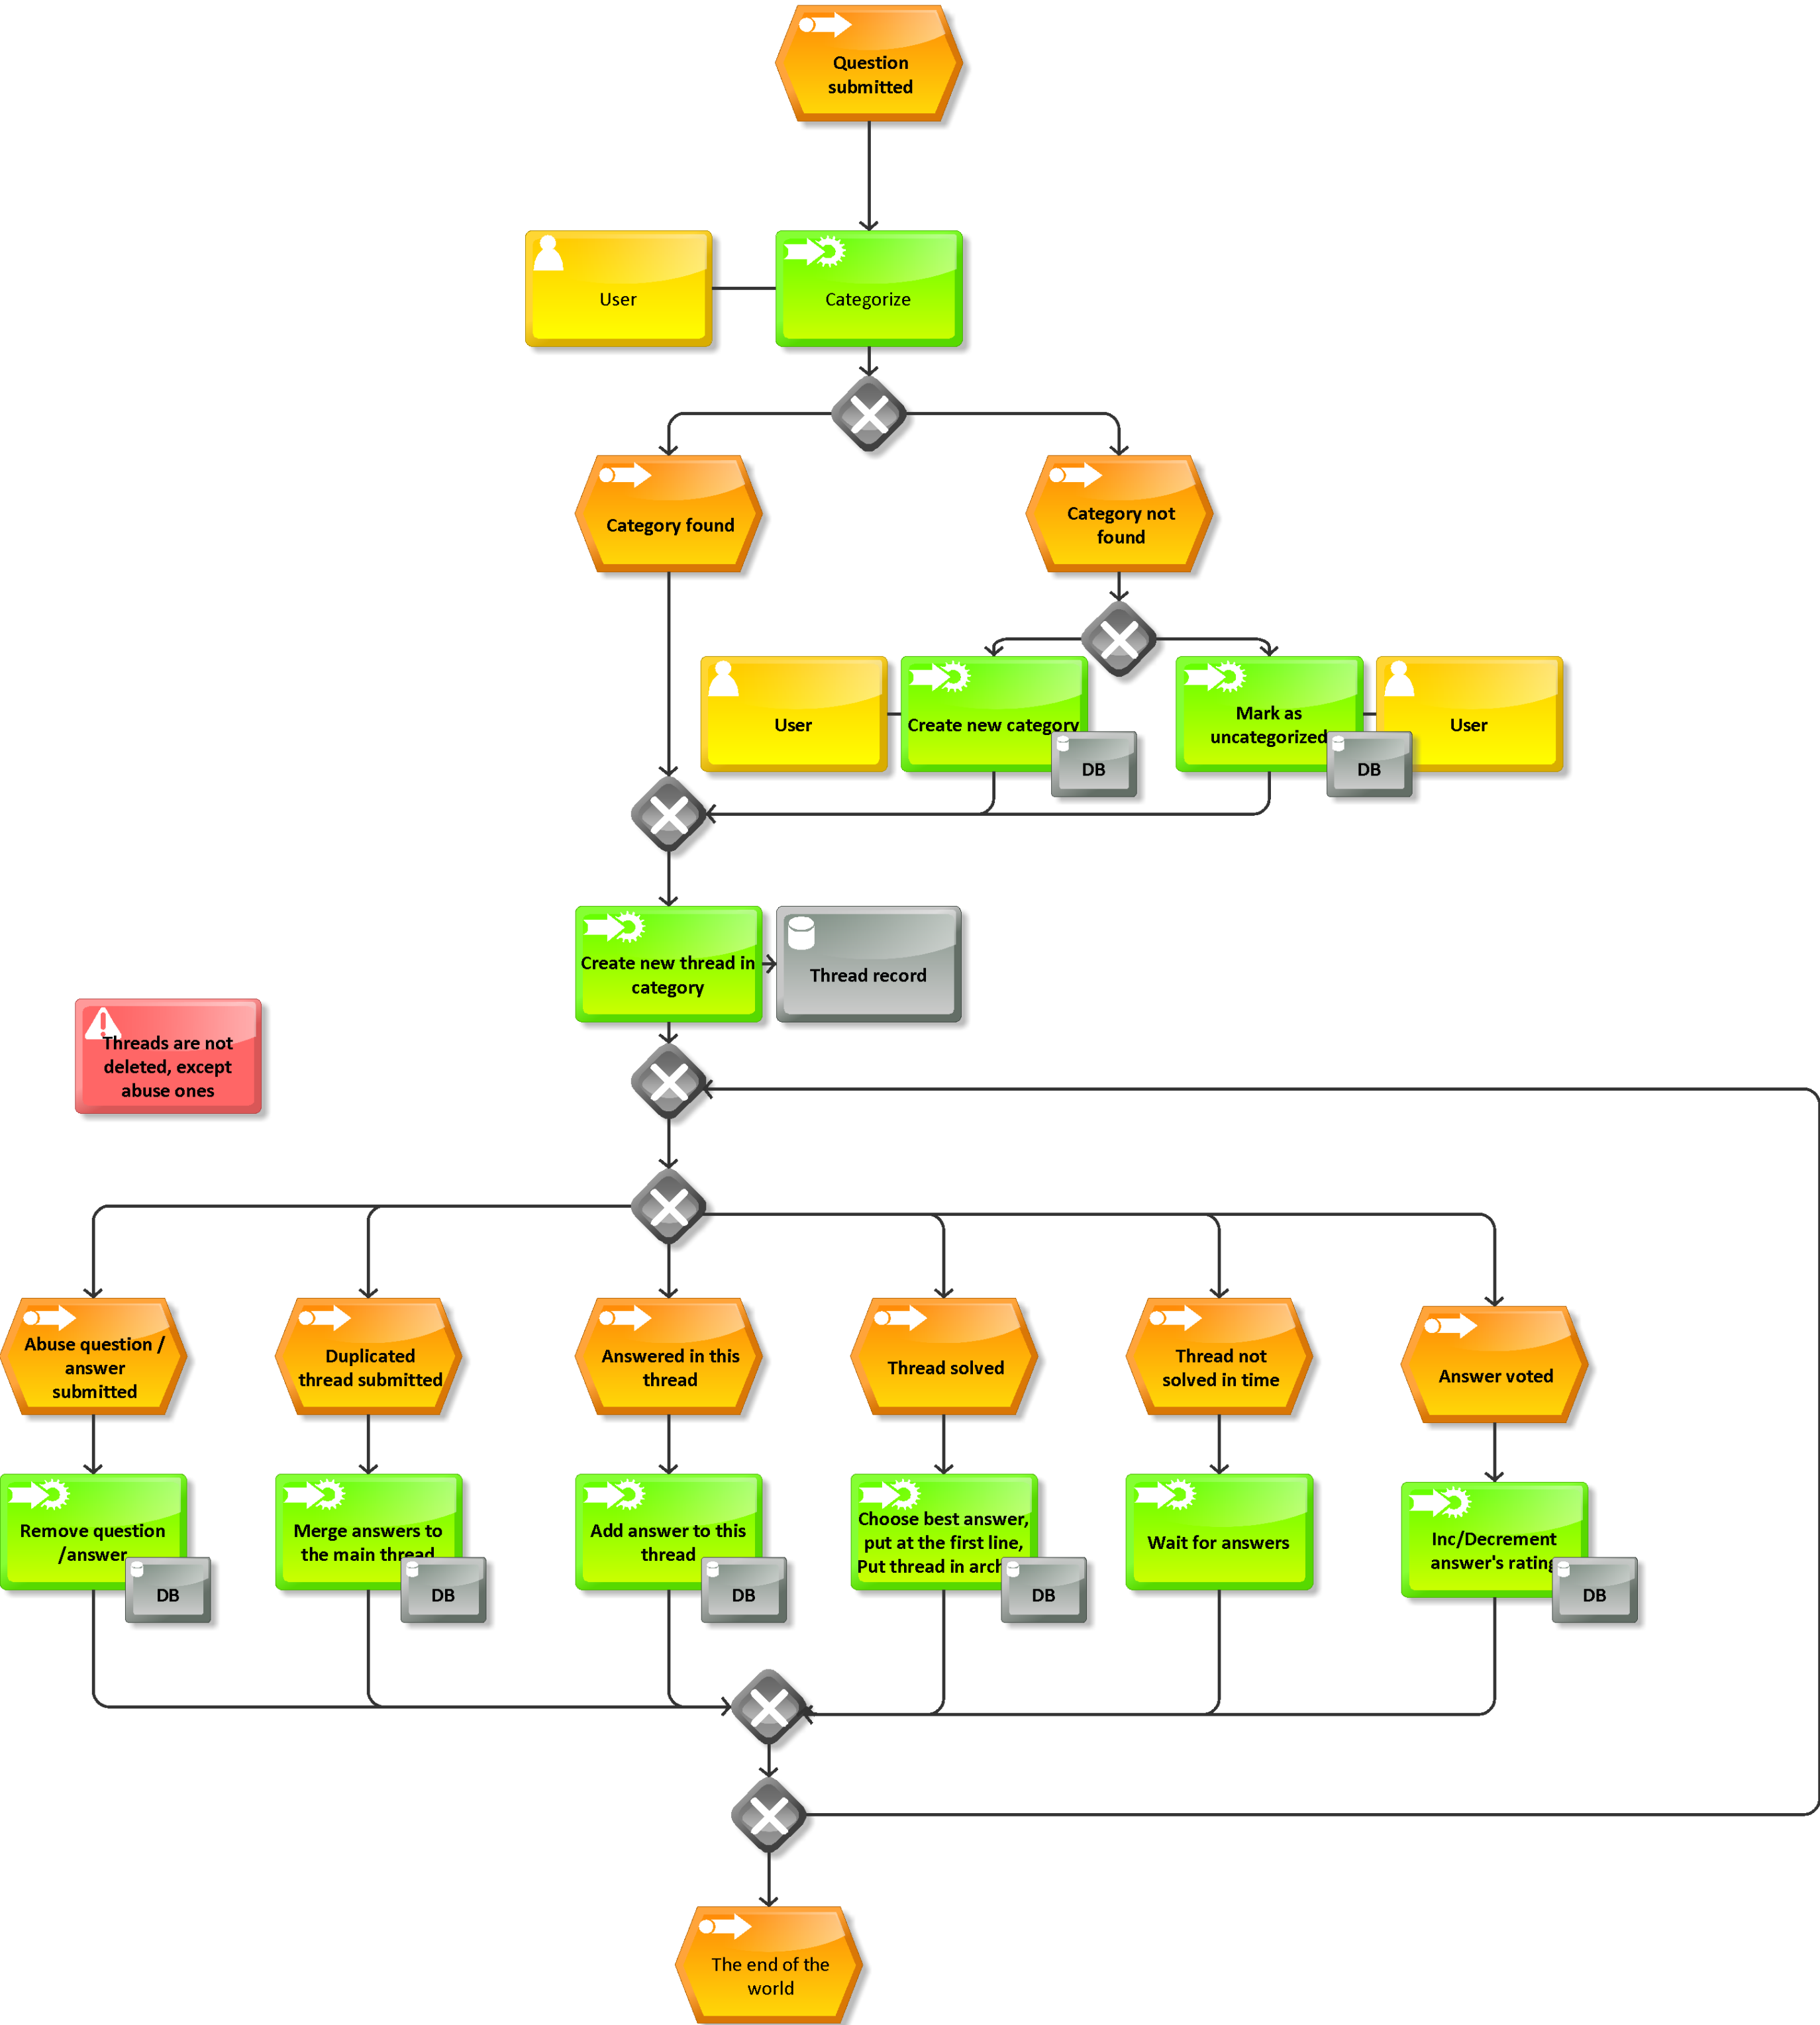 Question
submitted
User
Categorize
Category found
Category not
found
User
Create new category
DB
Mark as
uncategorized
DB
User
Create new thread in
category
Thread record
Threads are not
deleted, except
abuse ones
Abuse question /
answer
submitted
Duplicated
thread submitted
Answered in this
thread
Thread solved
Thread not
solved in time
Answer voted
Remove question
/answer
DB
Merge answers to
the main thread
DB
Add answer to this
thread
DB
Choose best answer,
put at the first line,
Put thread in arch
DB
Wait for answers
Inc/Decrement
answer's rating
DB
The end of the
world